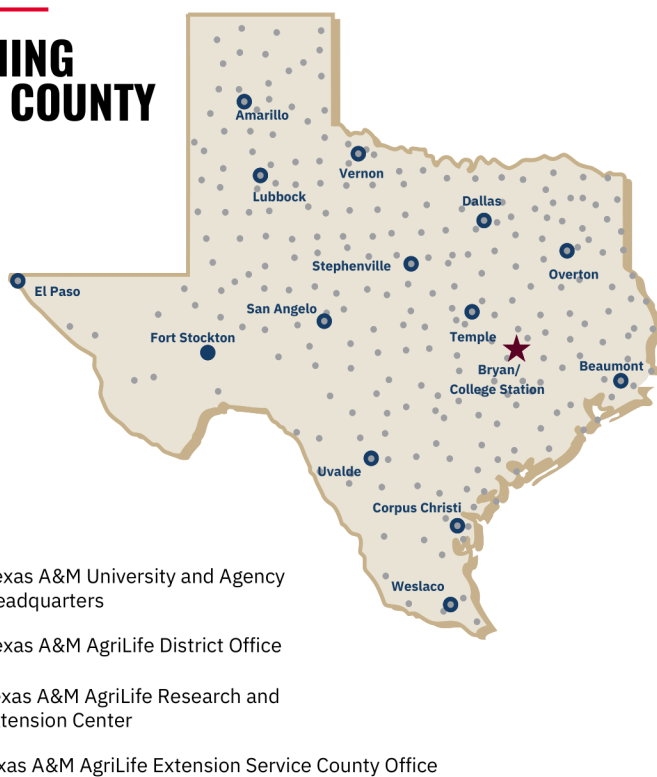 NING
COUNTY
Amarillo
Vernon
Lubbock
Dallas
Stephenville
Overton
El Paso
San Angelo
Fort Stockton
Temple
Bryan/
College Station
Beaumont
Uvalde
Corpus Christi
Weslaco
exas A&M University and Agency
eadquarters
exas A&M AgriLife District Office
exas A&M AgriLife Research and
tension Center
xas A&M AgriLife Extension Service County Office